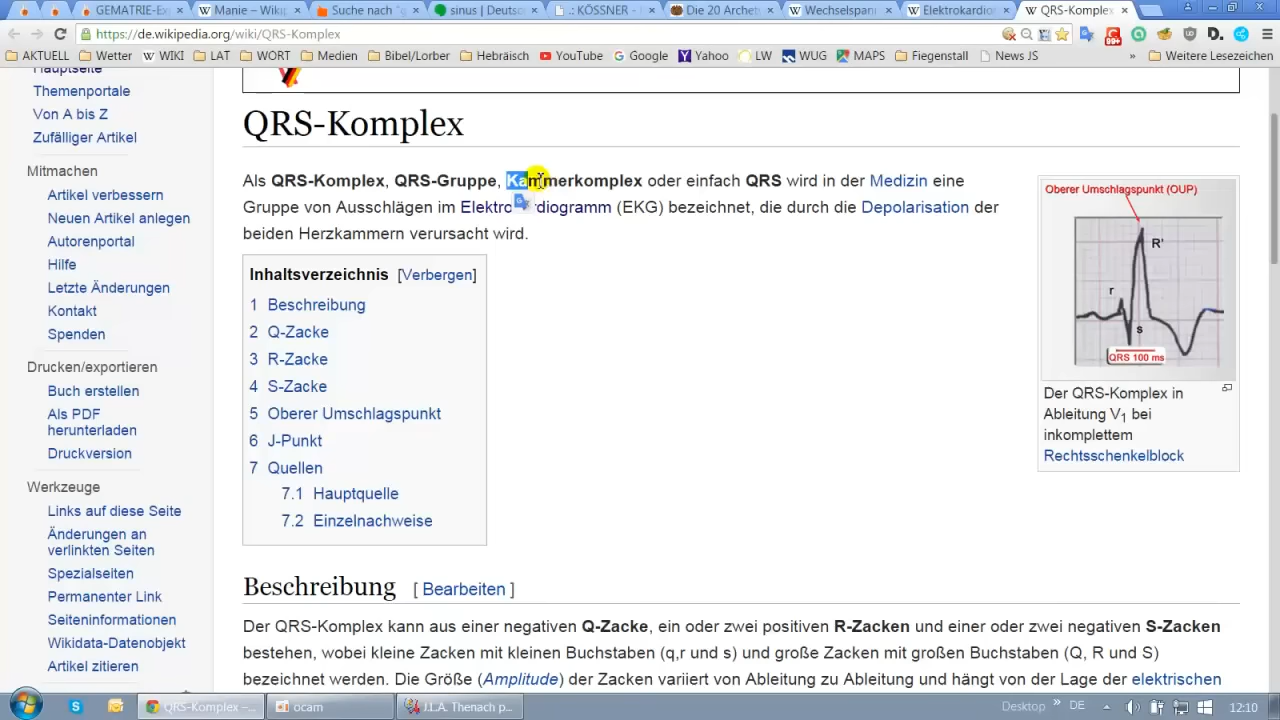 GEMATRIE-Ex
Manie – Wikip
Suche nach "g
sinus | Deutsc
.: KÖSSNER -
Die 20 Archet
Wechselspann
Elektrokardio
QRS-Komplex
https://de.wikipedia.org/wiki/QRS-Komplex
99+
AKTUELL
Wetter
WIKI
LAT
WORT
Medien
Bibel/Lorber
Hebräisch
YouTube
Google
Yahoo
LW
WUG
MAPS
Fiegenstall
News JS
»
Weitere Lesezeichen
Hauptseite
Themenportale
Von A bis Z
Zufälliger Artikel
Mitmachen
Artikel verbessern
Neuen Artikel anlegen
Autorenportal
Hilfe
Letzte Änderungen
Kontakt
Spenden
Drucken/exportieren
Buch erstellen
Als PDF
herunterladen
Druckversion
Werkzeuge
Links auf diese Seite
Änderungen an
verlinkten Seiten
Spezialseiten
Permanenter Link
Seiteninformationen
Wikidata-Datenobjekt
Artikel zitieren
QRS-Komplex
Als QRS-Komplex, QRS-Gruppe, Kammerkomplex oder einfach QRS wird in der Medizin eine
Gruppe von Ausschlägen im Elektrokardiogramm (EKG) bezeichnet, die durch die Depolarisation der
beiden Herzkammern verursacht wird.
Inhaltsverzeichnis [Verbergen]
1 Beschreibung
2 Q-Zacke
3 R-Zacke
4 S-Zacke
5 Oberer Umschlagspunkt
6 J-Punkt
7 Quellen
7.1 Hauptquelle
7.2 Einzelnachweise
Oberer Umschlagspunkt (OUP)
R'
r
s
QRS 100 ms
Der QRS-Komplex in
Ableitung V1 bei
inkomplettem
Rechtsschenkelblock
Beschreibung [ Bearbeiten ]
Der QRS-Komplex kann aus einer negativen Q-Zacke, ein oder zwei positiven R-Zacken und einer oder zwei negativen S-Zacken
bestehen, wobei kleine Zacken mit kleinen Buchstaben (q,r und s) und große Zacken mit großen Buchstaben (Q, R und S)
bezeichnet werden. Die Größe (Amplitude) der Zacken variiert von Ableitung zu Ableitung und hängt von der Lage der elektrischen
QRS-Komplex –...
ocam
J.L.A. Thenach p...
Desktop
»
DE
12:10